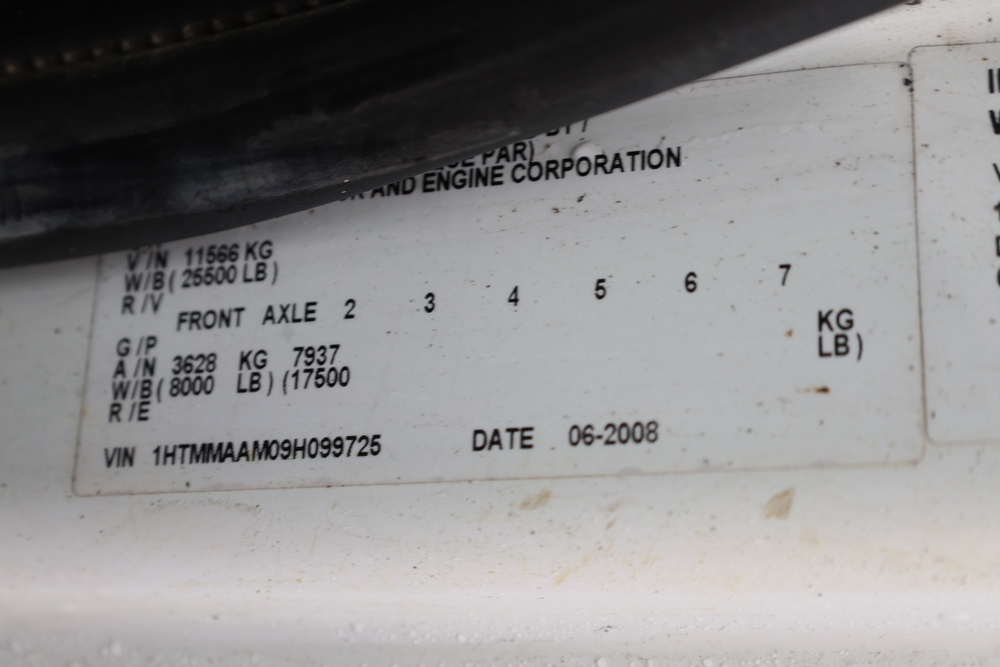 BY /
PAR)
AND ENGINE CORPORATION
V/N 11566 KG
W/B ( 25500 LB )
R/V
FRONT AXLE 2 3 4 5 6 7
G/P
A/N 3628 KG 7937 KG
W/B ( 8000 LB ) (17500 LB )
R/E
VIN 1HTMMAAM09H099725 DATE 06-2008